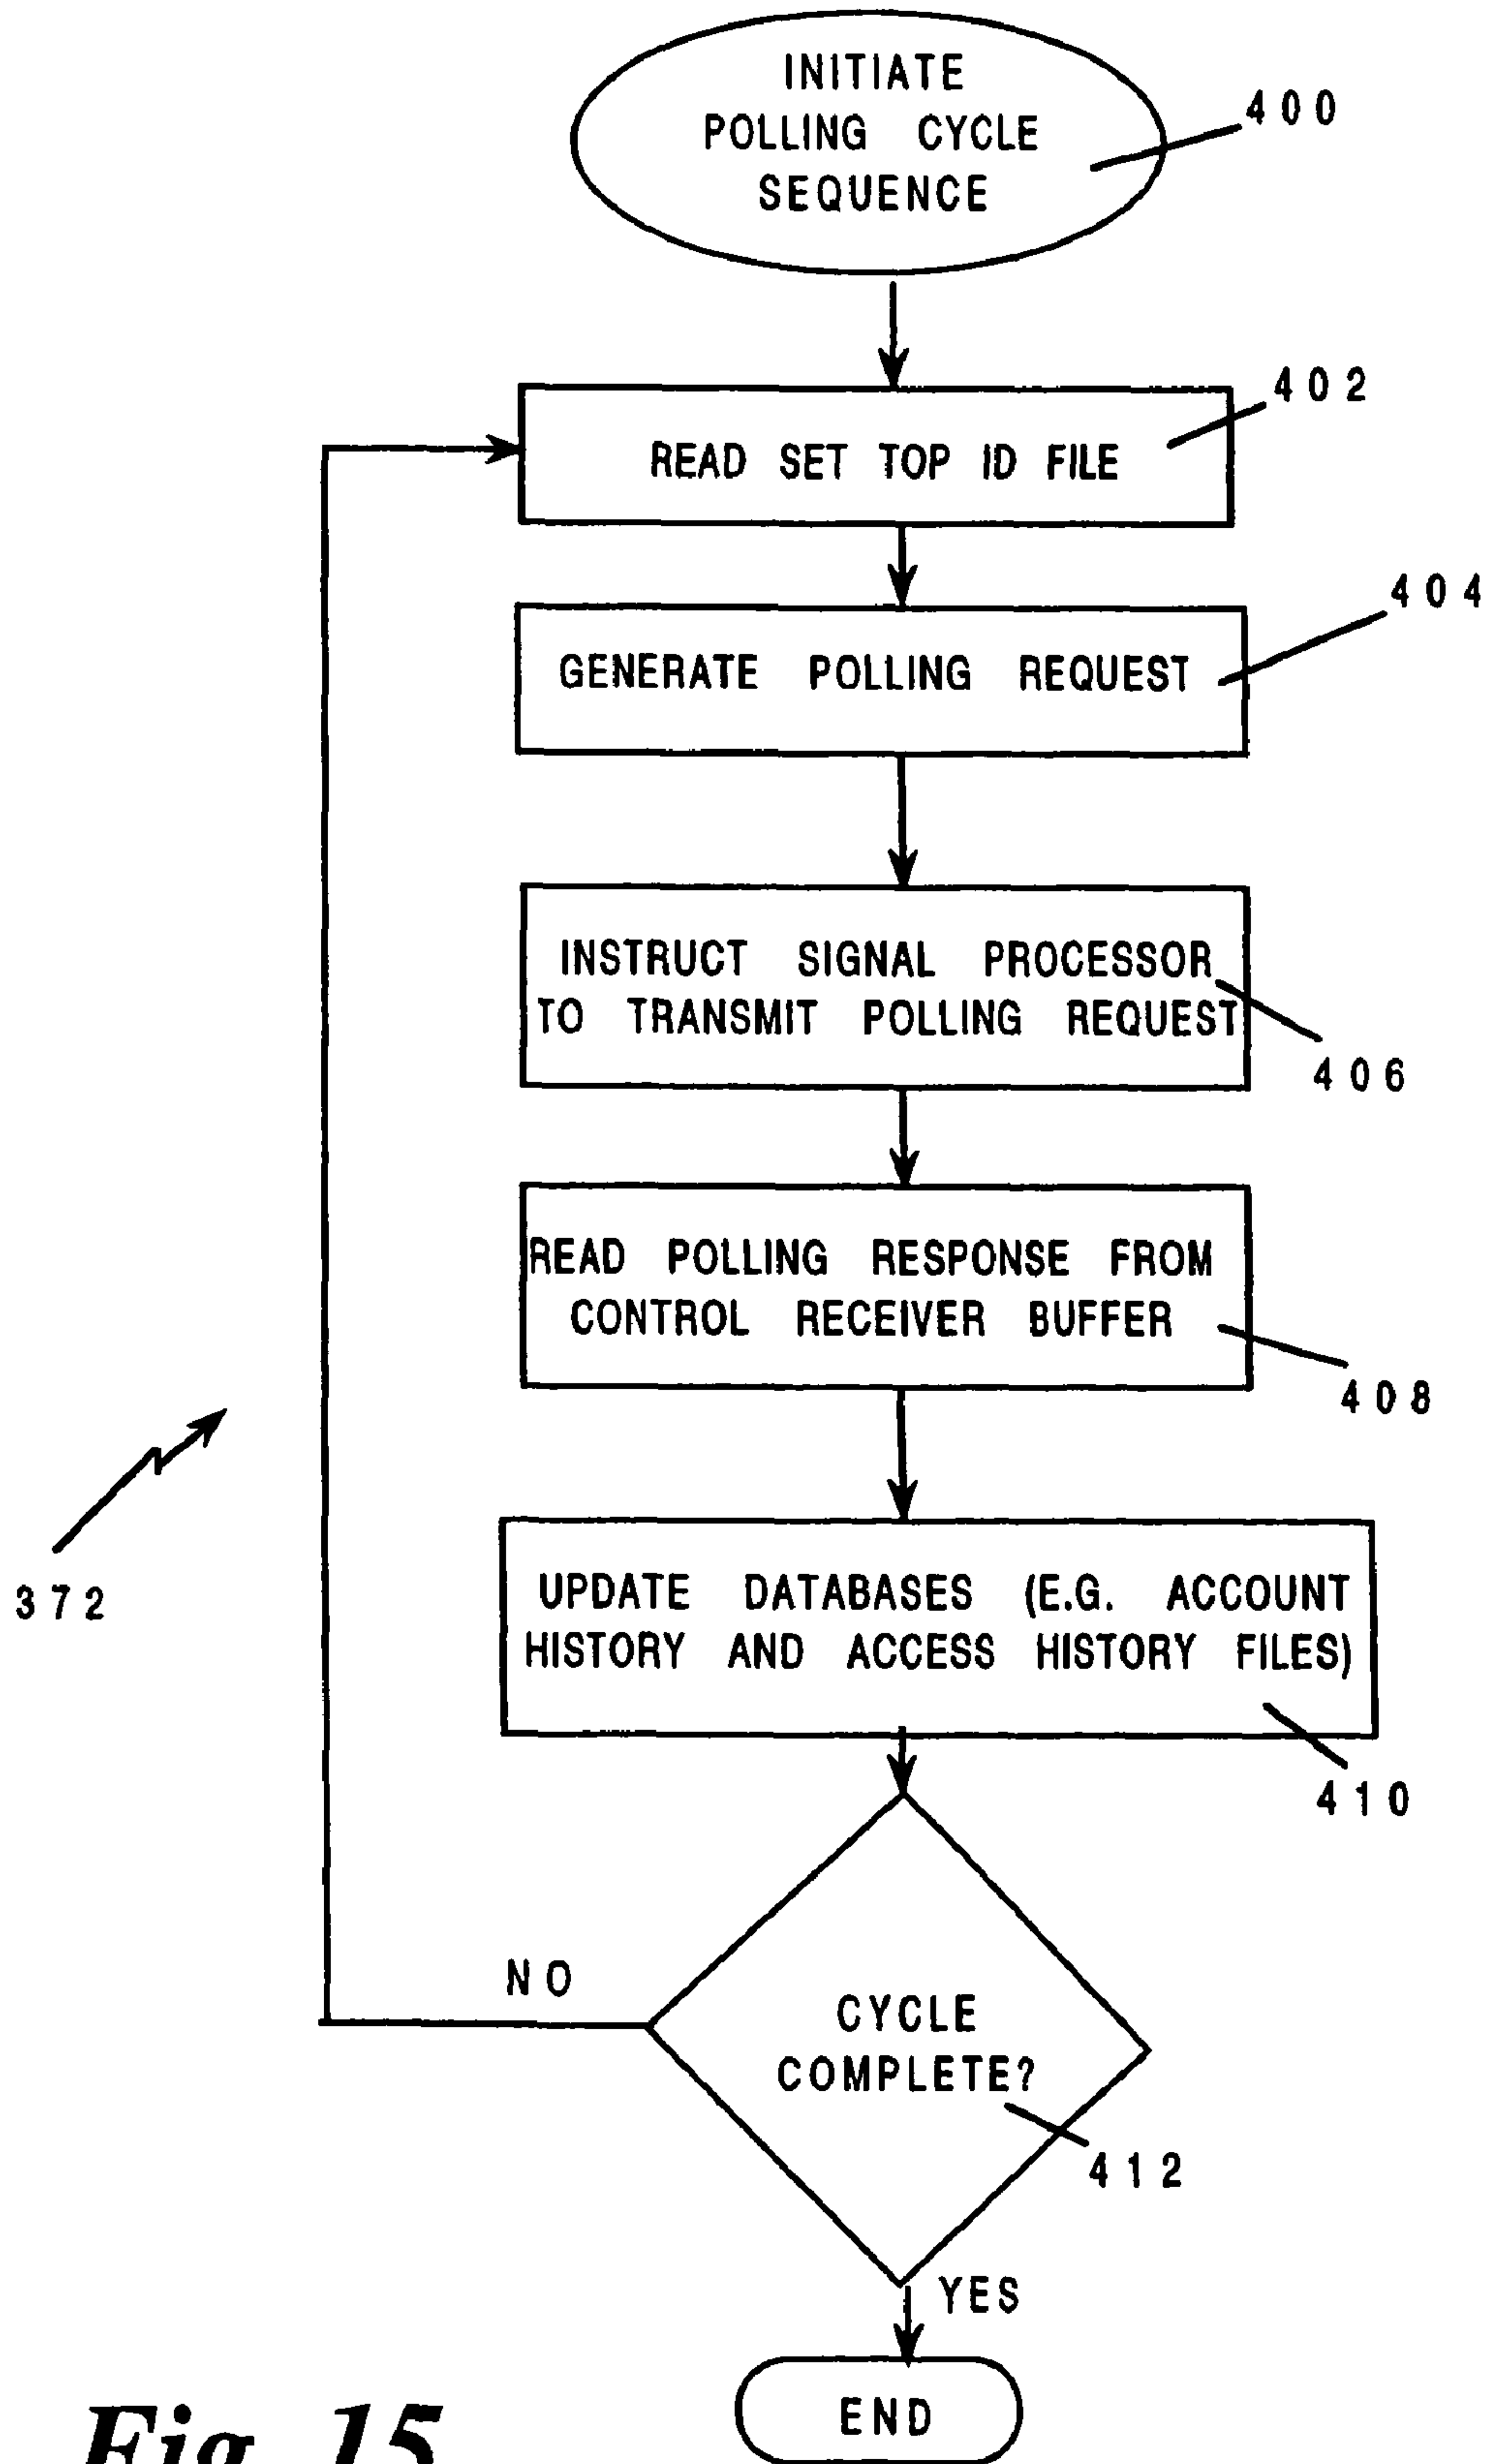 INITIATE
POLLING CYCLE
SEQUENCE
400
402
READ SET TOP ID FILE
404
GENERATE POLLING REQUEST
INSTRUCT SIGNAL PROCESSOR
TO TRANSMIT POLLING REQUEST
406
READ POLLING RESPONSE FROM
CONTROL RECEIVER BUFFER
408
372
UPDATE DATABASES (E.G. ACCOUNT
HISTORY AND ACCESS HISTORY FILES)
410
NO
CYCLE
COMPLETE?
412
YES
END
Fig. 15